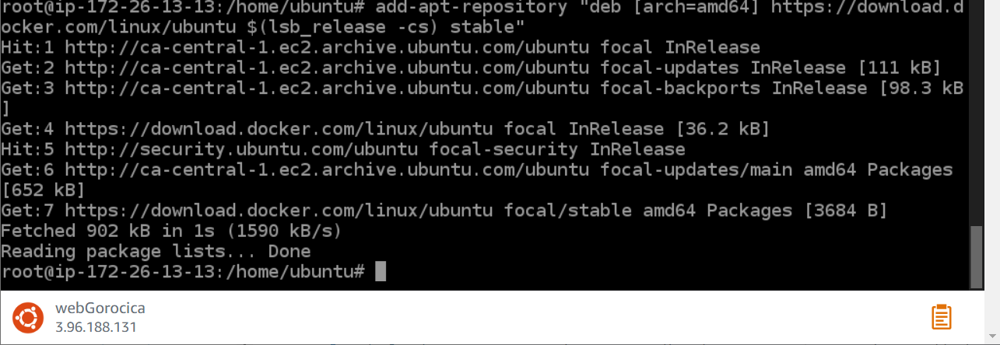 root@ip-172-26-13-13:/home/ubuntu# add-apt-repository "deb [arch=amd64] https://download.d
ocker.com/linux/ubuntu $(lsb_release -cs) stable"
Hit:1 http://ca-central-1.ec2.archive.ubuntu.com/ubuntu focal InRelease
Get:2 http://ca-central-1.ec2.archive.ubuntu.com/ubuntu focal-updates InRelease [111 kB]
Get:3 http://ca-central-1.ec2.archive.ubuntu.com/ubuntu focal-backports InRelease [98.3 kB
]
Get:4 https://download.docker.com/linux/ubuntu focal InRelease [36.2 kB]
Hit:5 http://security.ubuntu.com/ubuntu focal-security InRelease
Get:6 http://ca-central-1.ec2.archive.ubuntu.com/ubuntu focal-updates/main amd64 Packages
[652 kB]
Get:7 https://download.docker.com/linux/ubuntu focal/stable amd64 Packages [3684 B]
Fetched 902 kB in 1s (1590 kB/s)
Reading package lists... Done
root@ip-172-26-13-13:/home/ubuntu#
webGorocica
3.96.188.131